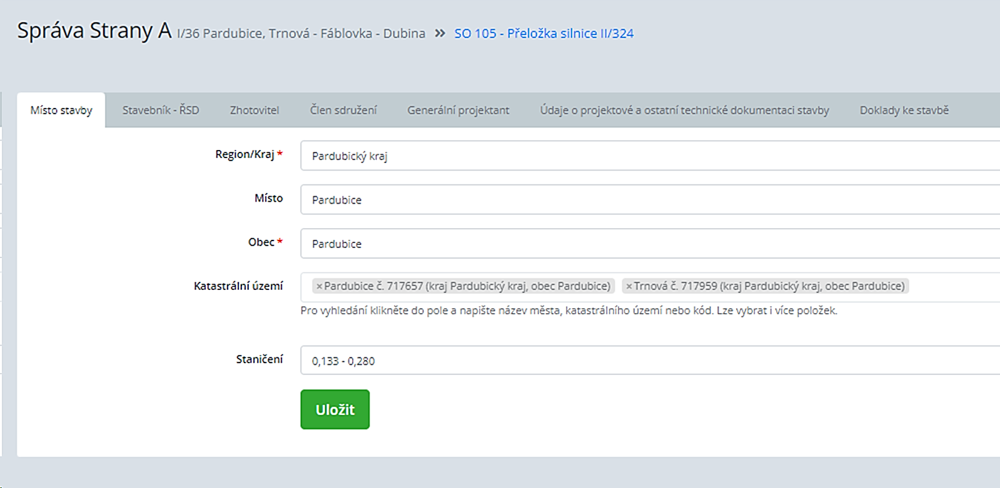 Správa Strany A I/36 Pardubice, Trnová - Fáblovka - Dubina » SO 105 - Přeložka silnice II/324
Místo stavby Stavebník - ŘSD Zhotovitel Člen sdružení Generální projektant Údaje o projektové a ostatní technické dokumentaci stavby Doklady ke stavbě
Region/Kraj * Pardubický kraj
Místo Pardubice
Obec * Pardubice
Katastrální území ×Pardubice č. 717657 (kraj Pardubický kraj, obec Pardubice) ×Trnová č. 717959 (kraj Pardubický kraj, obec Pardubice)
Pro vyhledání klikněte do pole a napište název města, katastrálního území nebo kód. Lze vybrat i více položek.
Staničení 0,133 - 0,280
Uložit